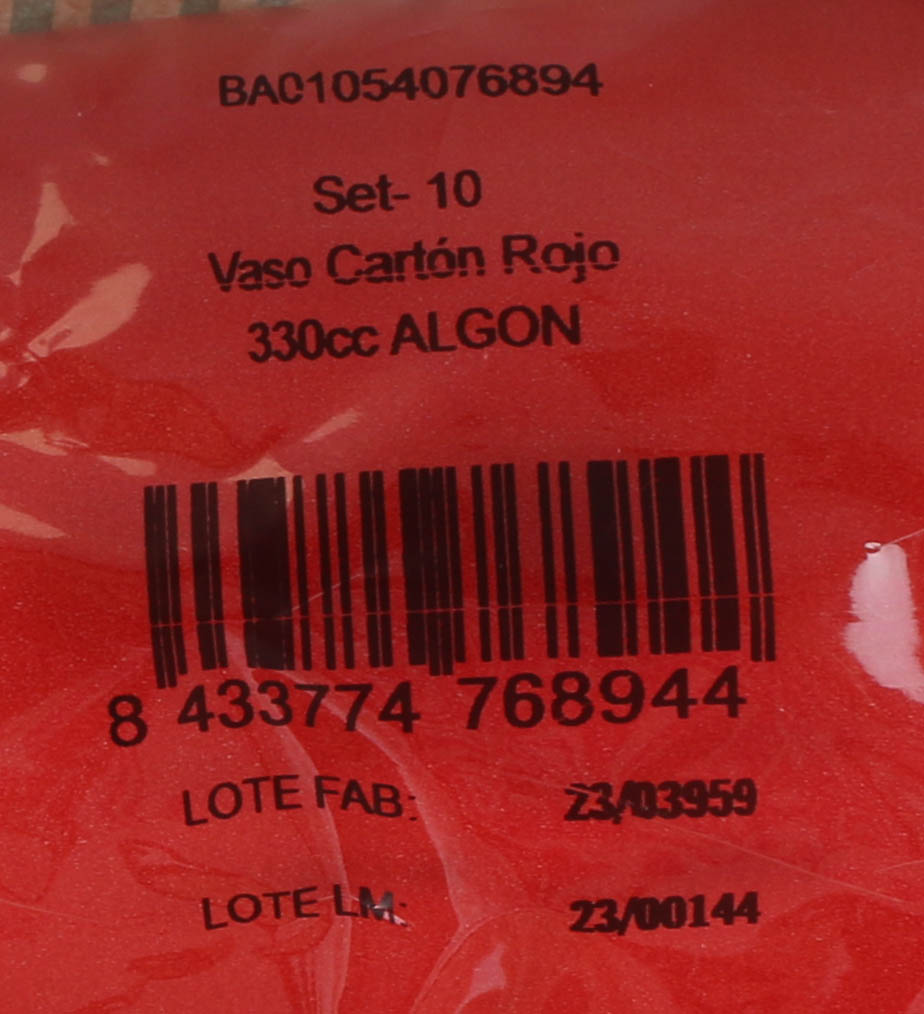 BA01054076894
Set- 10
Vaso Cartón Rojo
330cc ALGON
8 433774 768944
LOTE FAB: 23/03959
LOTE LM: 23/00144